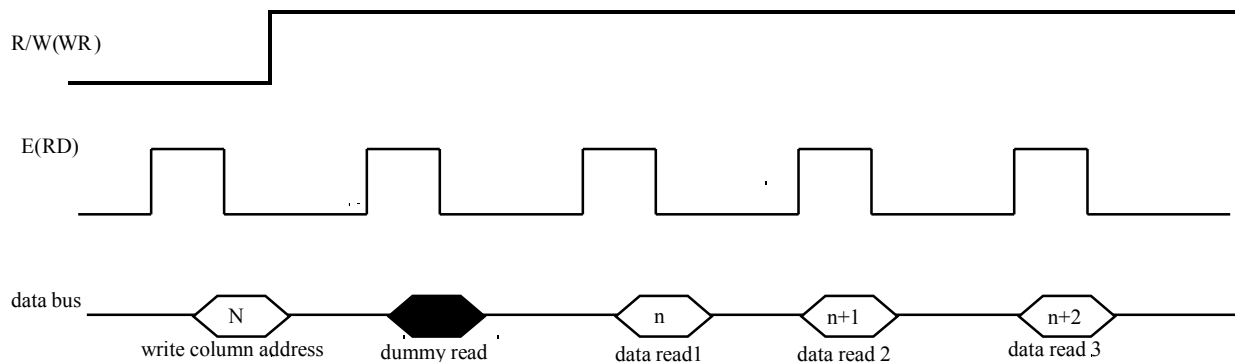 R/W(WR)
E(RD)
data bus
N
n
n+1
n+2
write column address
dummy read
data read1
data read 2
data read 3